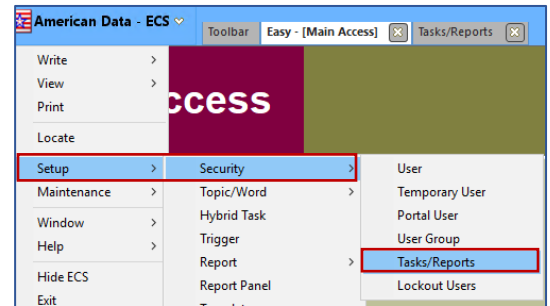 American Data - ECS
Toolbar
Easy - [Main Access]
Tasks/Reports
Write
View
Print
Locate
Setup
Maintenance
Window
Help
Hide ECS
Exit
ccess
Security
Topic/Word
Hybrid Task
Trigger
Report
Report Panel
User
Temporary User
Portal User
User Group
Tasks/Reports
Lockout Users